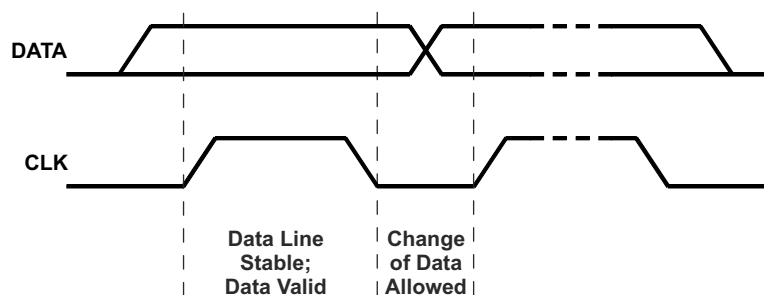 DATA
CLK
Data Line
Stable;
Data Valid
Change
of Data
Allowed